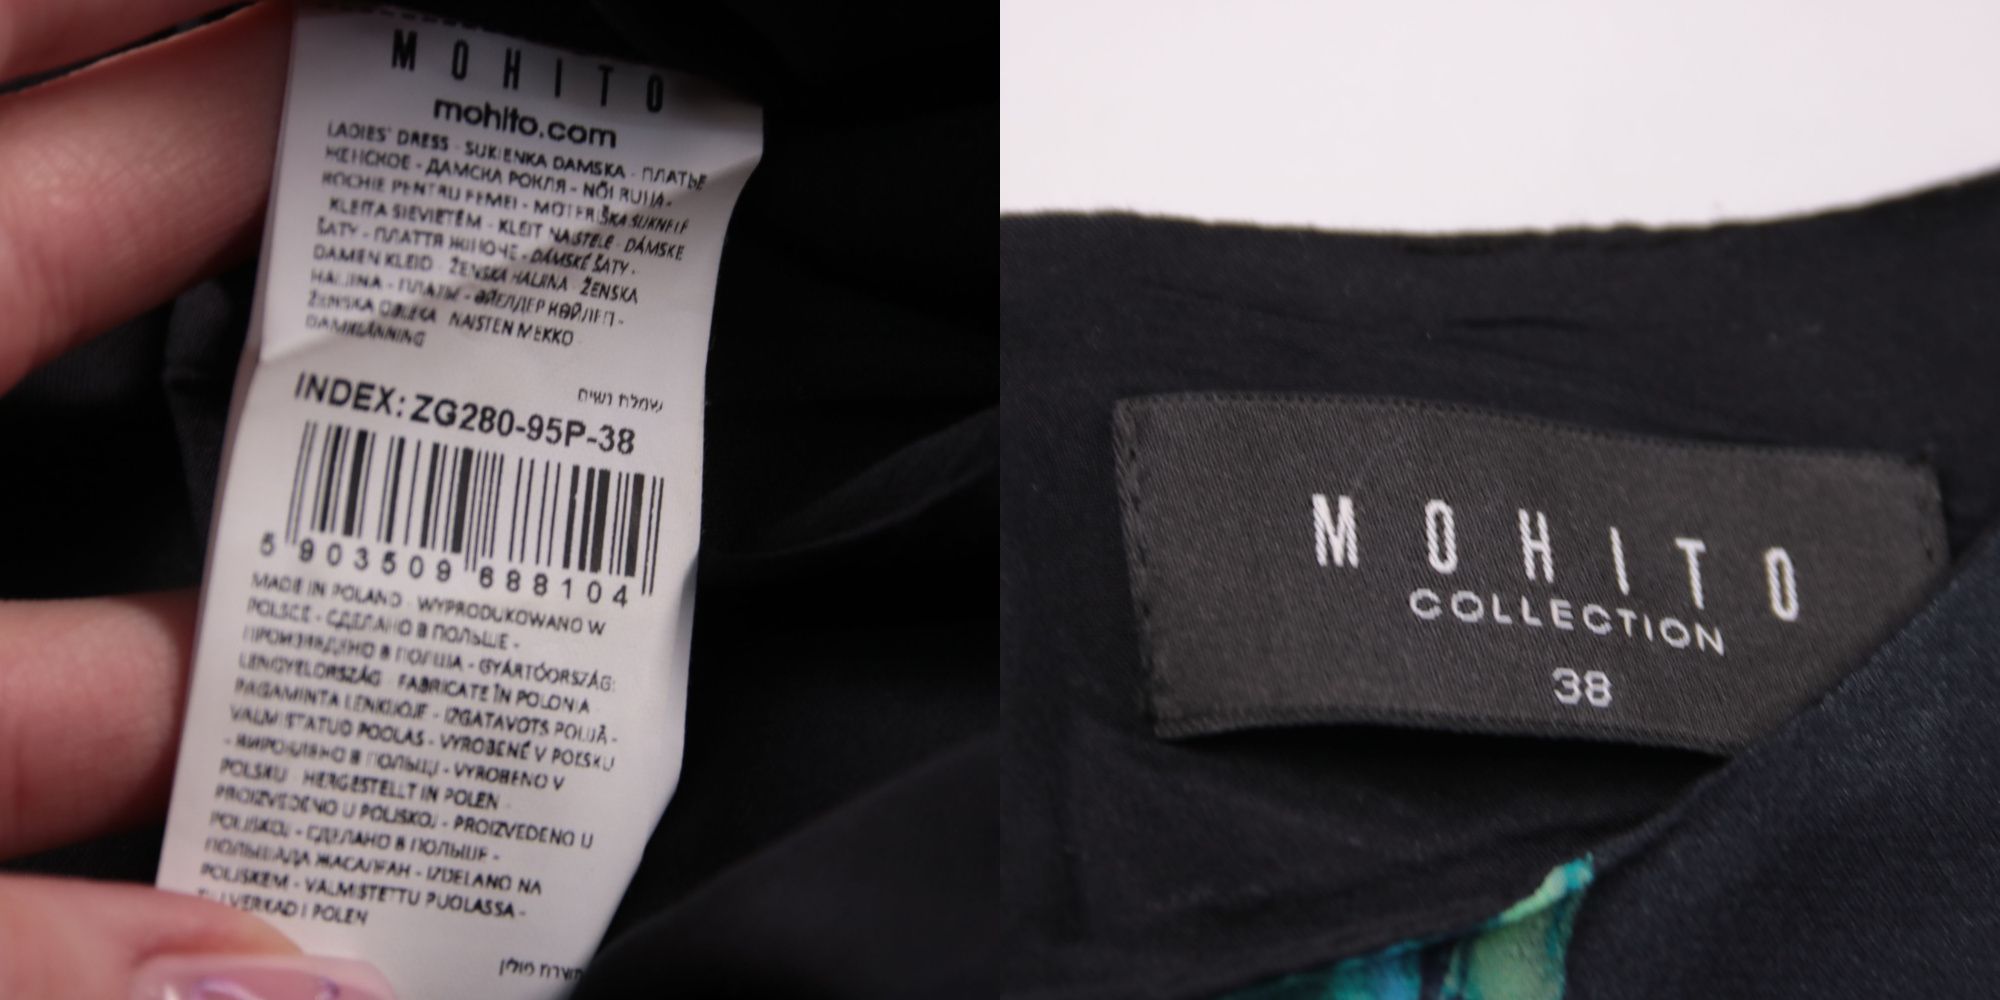 MOHITO
mohito.com
LADIES' DRESS - SUKIENKA DAMSKA - ПЛАТЬЕ
ЖЕНСКОЕ - ДАМСКА РОКЛЯ - NŐI RUHA -
ROCHIE PENTRU FEMEI - MOTERIŠKA SUKNELĖ
KLEITA SIEVIETĒM - KLEIT NAISTELE - DÁMSKE
ŠATY - ПЛАТТЯ ЖІНОЧЕ - DÁMSKÉ ŠATY -
DAMEN KLEID - ŽENSKA HALJINA - ŽENSKA
HALJINA - ПЛАТЬЕ - ӘЙЕЛДЕР КӨЙЛЕГІ -
ŽENSKA OBLEKA - NAISTEN MEKKO
DAMKLÄNNING
שמלת נשים
INDEX: ZG280-95P-38
5 903509 688104
MADE IN POLAND - WYPRODUKOWANO W
POLSCE - СДЕЛАНО В ПОЛЬШЕ -
ПРОИЗВЕДЕНО В ПОЛША - GYÁRTÓORSZÁG:
LENGYELORSZÁG - FABRICATE ÎN POLONIA
PAGAMINTA LENKIJOJE - IZGATAVOTS POLIJĀ -
VALMISTATUD POOLAS - VYROBENÉ V POĽSKU
- ВИРОБЛЕНО В ПОЛЬЩІ - VYROBENO V
POLSKU - HERGESTELLT IN POLEN -
PROIZVEDENO U POLJSKOJ - PROIZVEDENO U
POLJSKOJ - СДЕЛАНО В ПОЛЬШЕ -
ПОЛЬШАДА ЖАСАЛҒАН - IZDELANO NA
POLJSKEM - VALMISTETTU PUOLASSA -
TILLVERKAD I POLEN
תוצרת פולין
MOHITO
COLLECTION
38